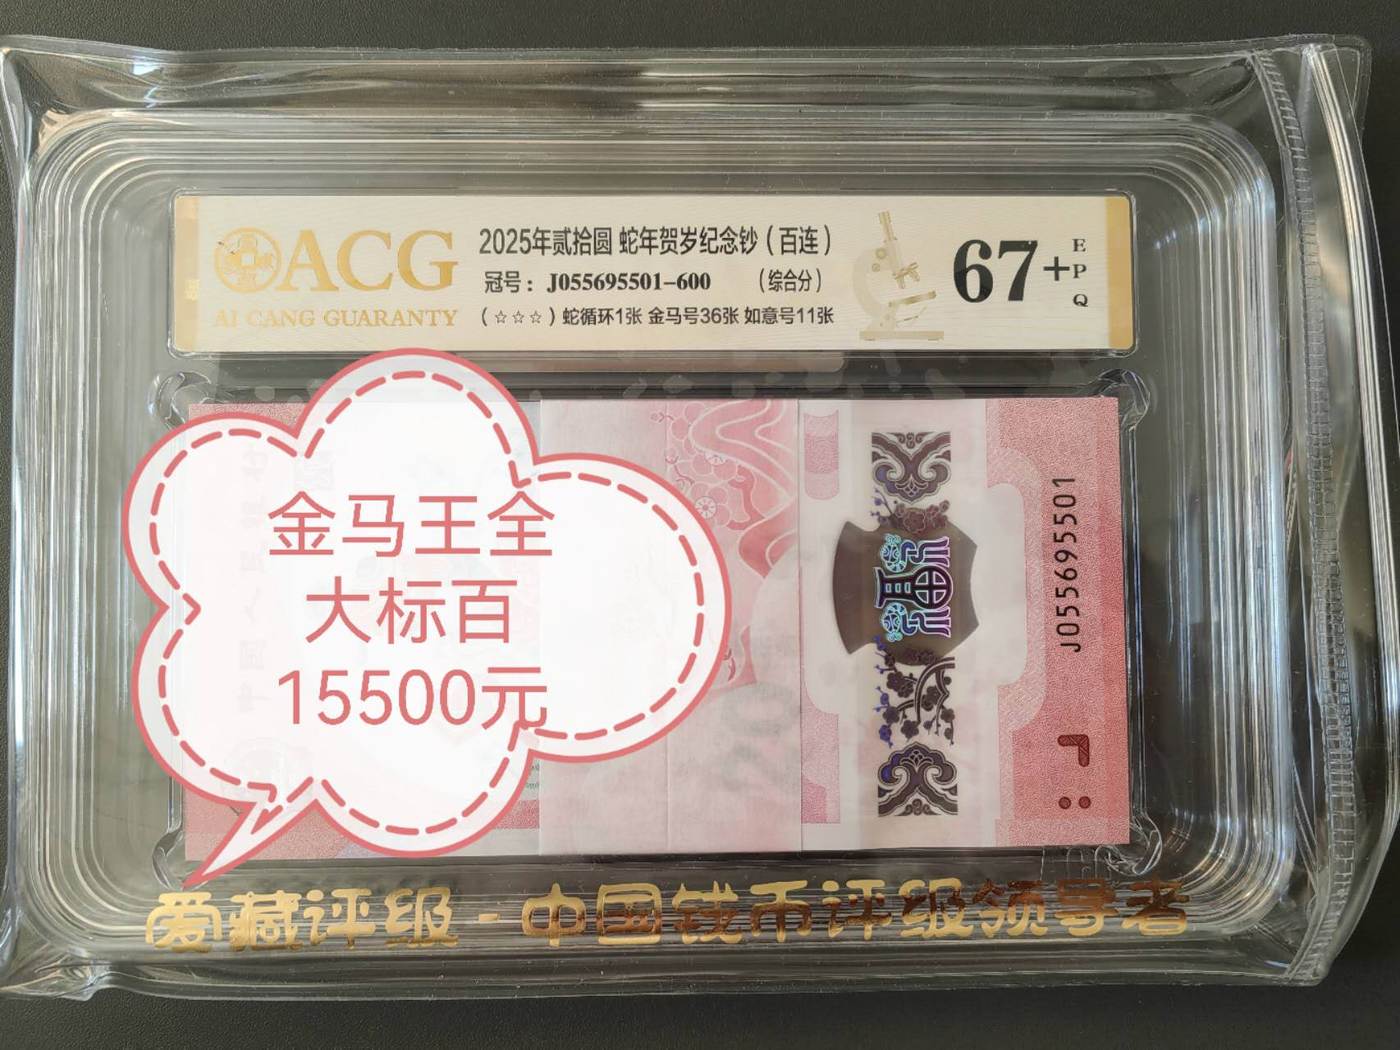 ACG
AI CANG GUARANTY
2025年贰拾圆 蛇年贺岁纪念钞（百连）
冠号：J055695501-600 （综合分）
（☆☆☆）蛇循环1张 金马号36张 如意号11张
67+
EPQ
金马王全
大标百
15500元
J055695501
爱藏评级-中国钱币评级领导者